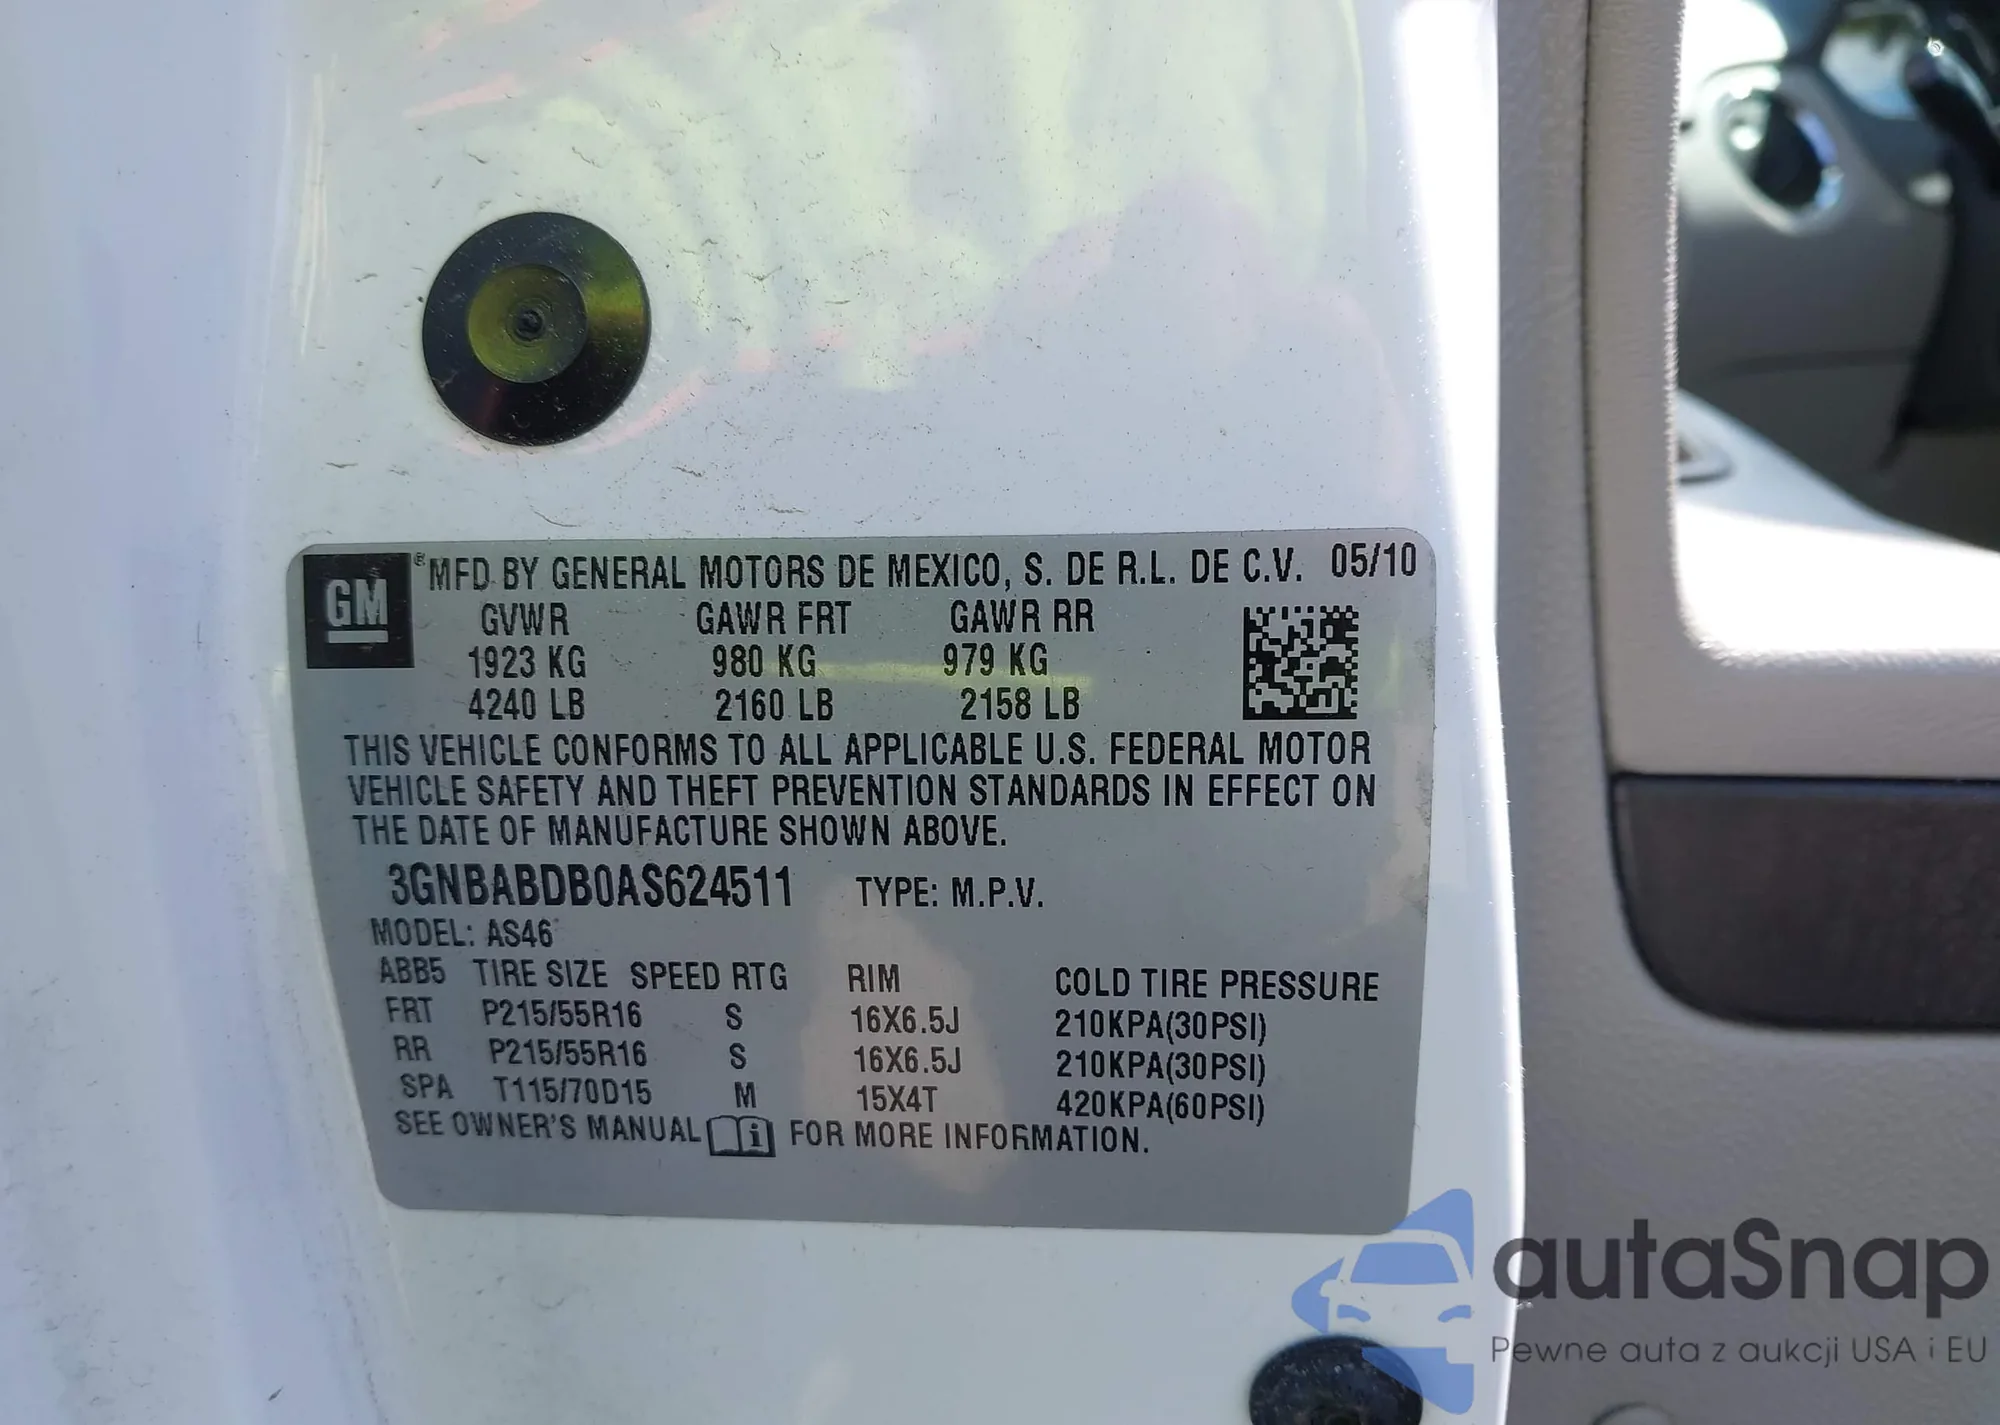 GM
®MFD BY GENERAL MOTORS DE MEXICO, S. DE R.L. DE C.V. 05/10
GVWR GAWR FRT GAWR RR
1923 KG 980 KG 979 KG
4240 LB 2160 LB 2158 LB
THIS VEHICLE CONFORMS TO ALL APPLICABLE U.S. FEDERAL MOTOR
VEHICLE SAFETY AND THEFT PREVENTION STANDARDS IN EFFECT ON
THE DATE OF MANUFACTURE SHOWN ABOVE.
3GNBABDB0AS624511 TYPE: M.P.V.
MODEL: AS46
ABB5 TIRE SIZE SPEED RTG RIM COLD TIRE PRESSURE
FRT P215/55R16 S 16X6.5J 210KPA(30PSI)
RR P215/55R16 S 16X6.5J 210KPA(30PSI)
SPA T115/70D15 M 15X4T 420KPA(60PSI)
SEE OWNER'S MANUAL i FOR MORE INFORMATION.
autaSnap
Pewne auta z aukcji USA i EU